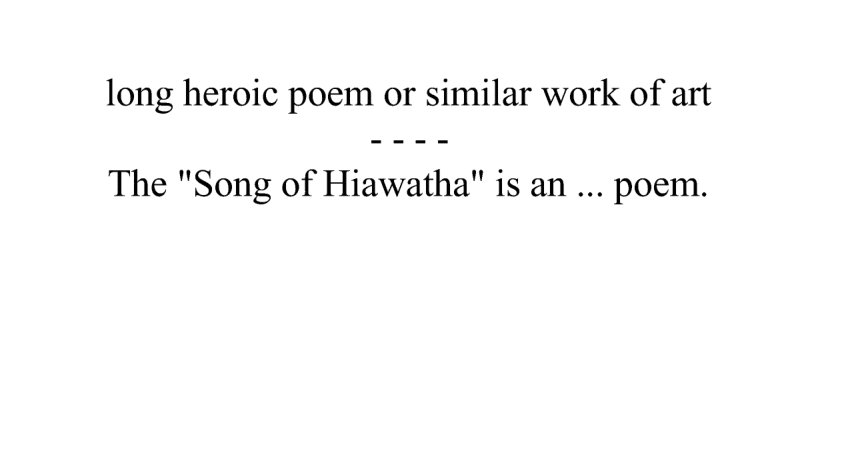 long heroic poem or similar work of art
- - - -
The "Song of Hiawatha" is an ... poem.